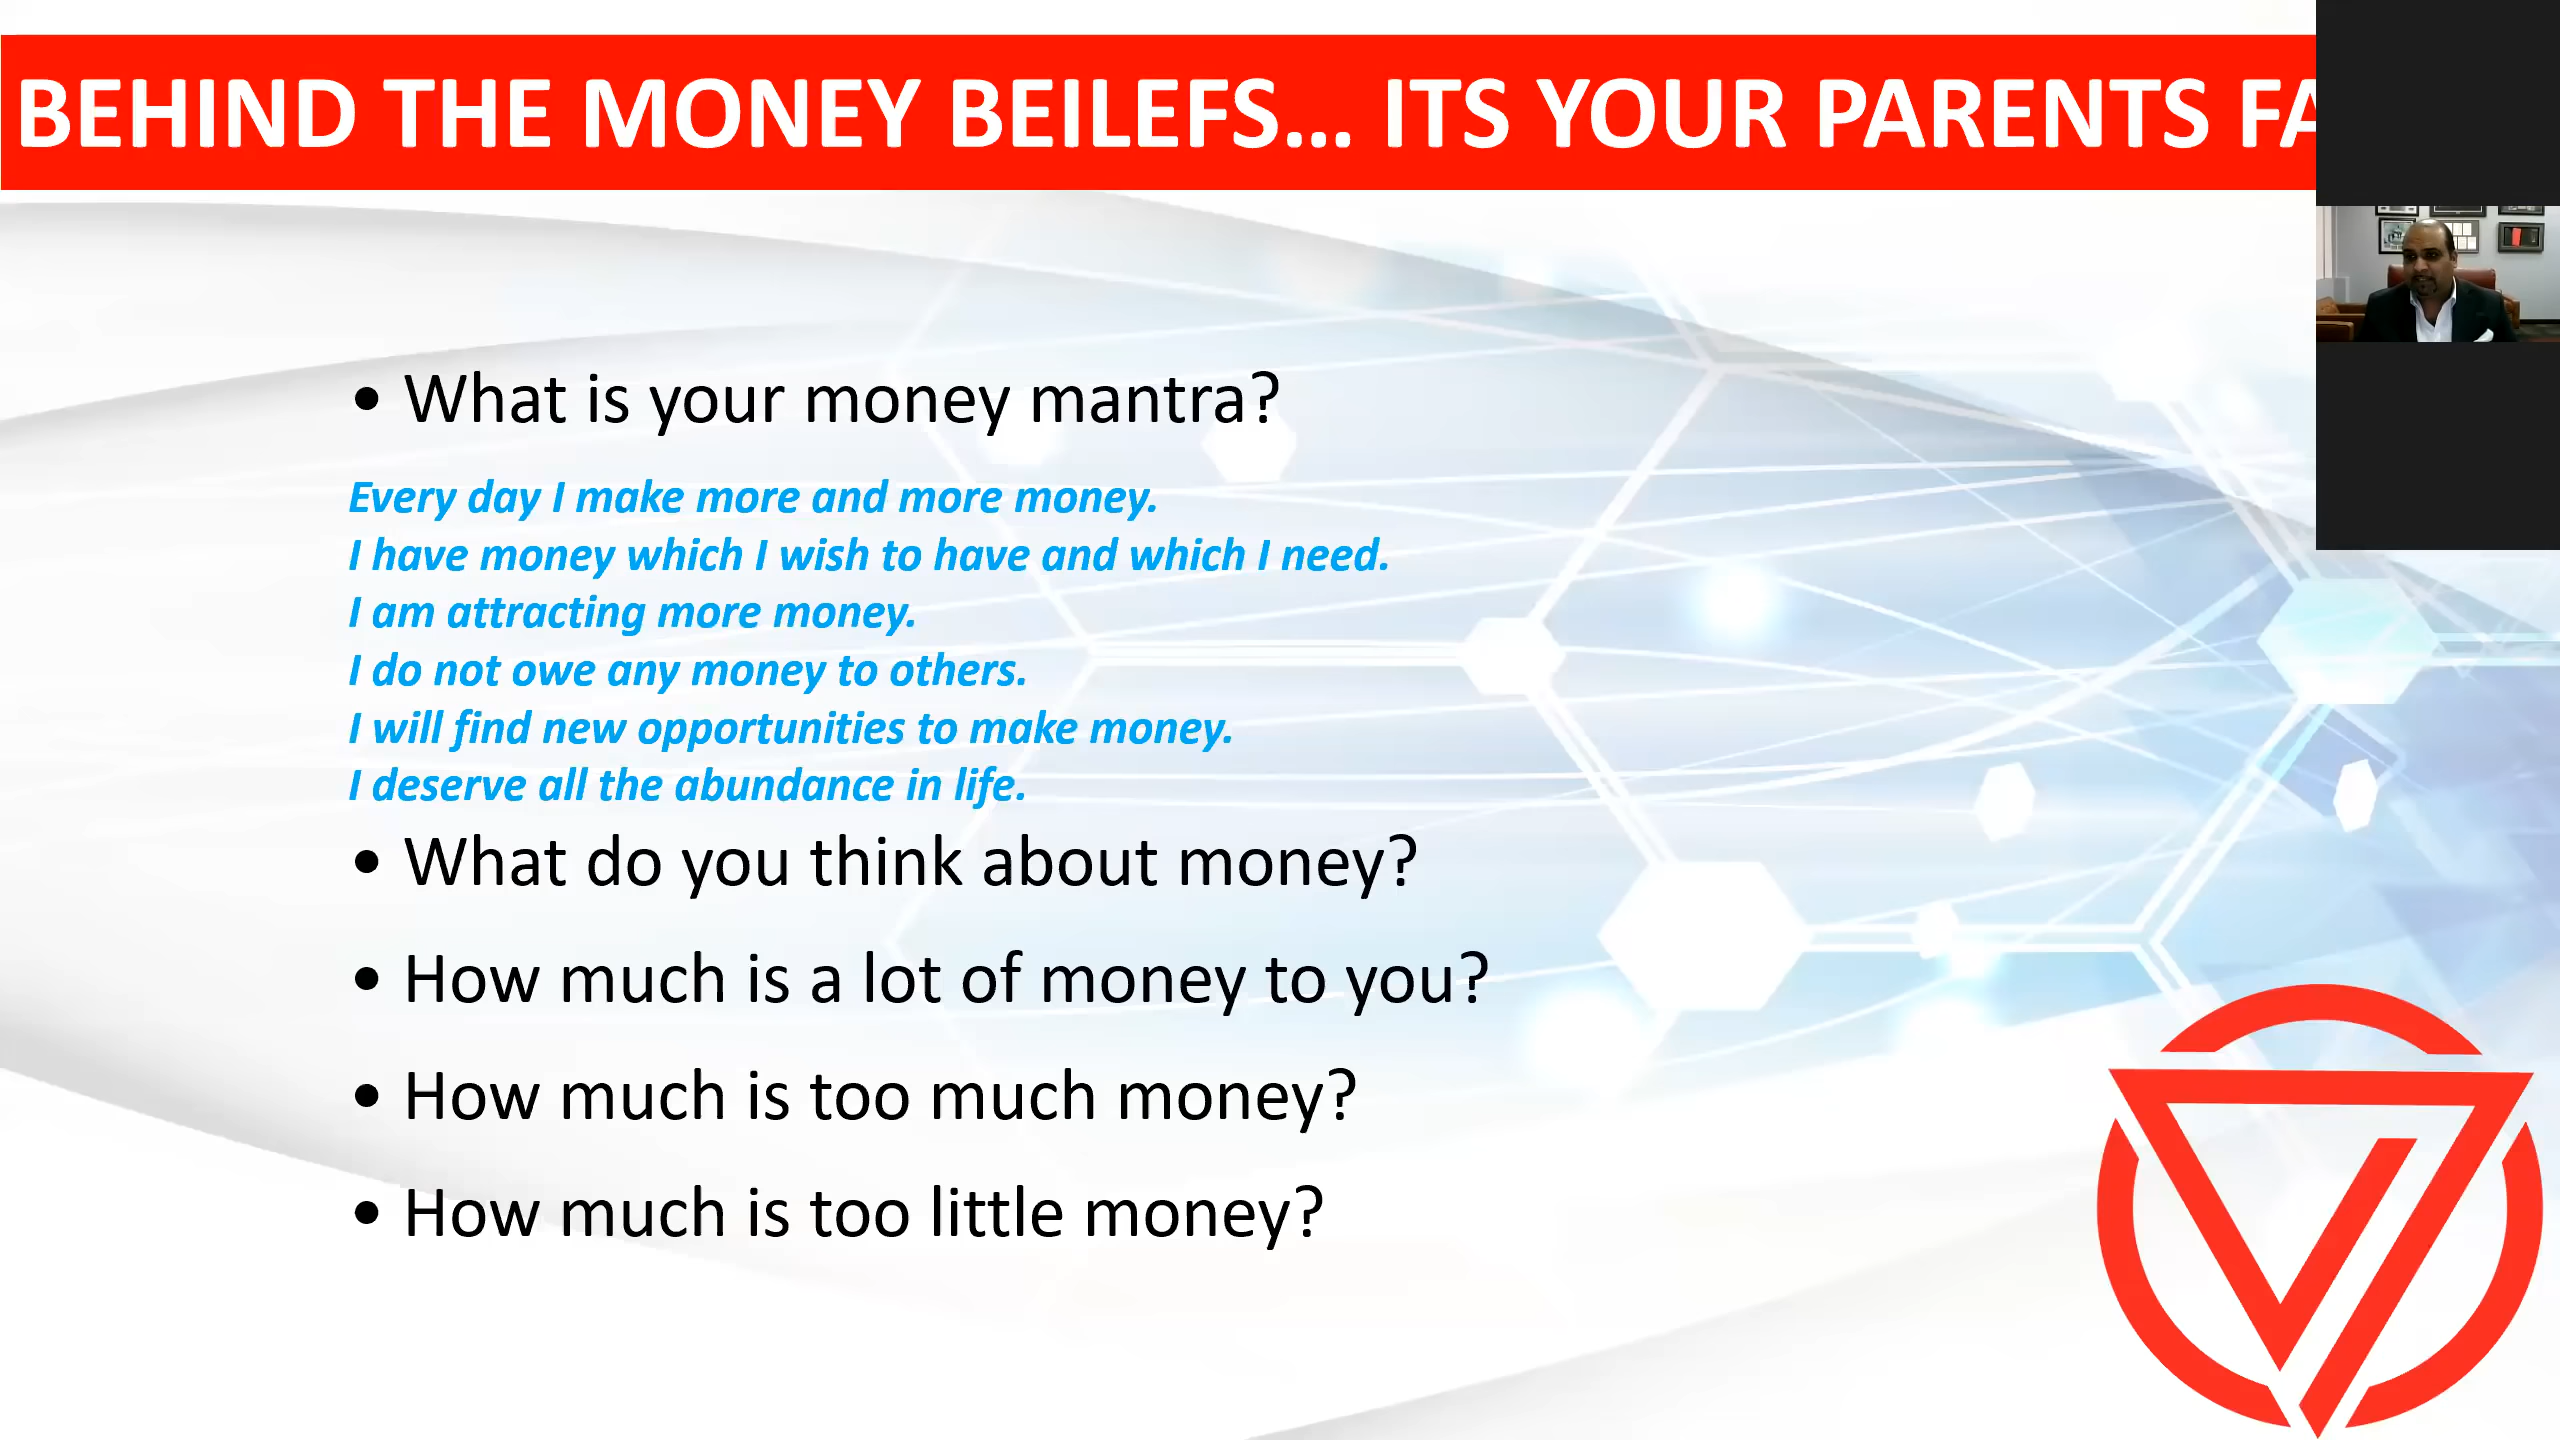 BEHIND THE MONEY BEILEFS... ITS YOUR PARENTS
• What is your money mantra?
Every day I make more and more money.
I have money which I wish to have and which I need.
I am attracting more money.
I do not owe any money to others.
I will find new opportunities to make money.
I deserve all the abundance in life.
• What do you think about money?
• How much is a lot of money to you?
• How much is too much money?
• How much is too little money?